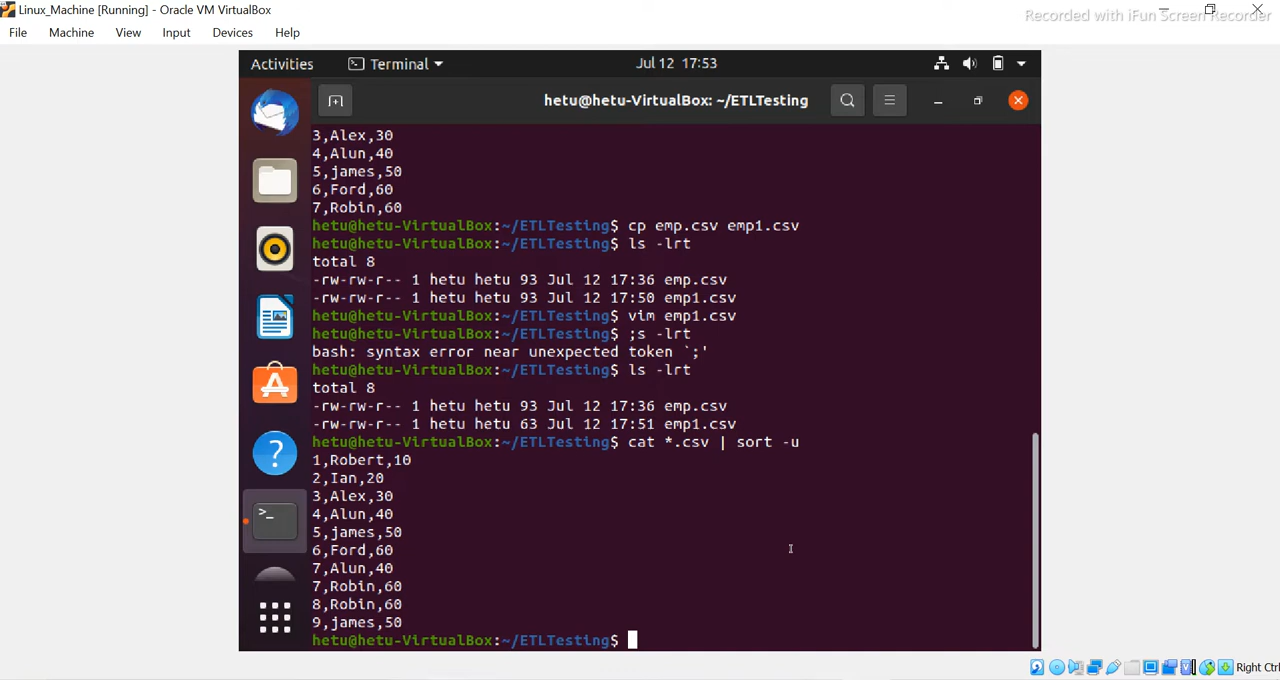 Linux_Machine [Running] - Oracle VM VirtualBox
Recorded with iFun Screen Recorder
File Machine View Input Devices Help
Activities Terminal Jul 12 17:53
hetu@hetu-VirtualBox: ~/ETLTesting
3,Alex,30
4,Alun,40
5,james,50
6,Ford,60
7,Robin,60
hetu@hetu-VirtualBox:~/ETLTesting$ cp emp.csv emp1.csv
hetu@hetu-VirtualBox:~/ETLTesting$ ls -lrt
total 8
-rw-rw-r-- 1 hetu hetu 93 Jul 12 17:36 emp.csv
-rw-rw-r-- 1 hetu hetu 93 Jul 12 17:50 emp1.csv
hetu@hetu-VirtualBox:~/ETLTesting$ vim emp1.csv
hetu@hetu-VirtualBox:~/ETLTesting$ ;s -lrt
bash: syntax error near unexpected token `;'
hetu@hetu-VirtualBox:~/ETLTesting$ ls -lrt
total 8
-rw-rw-r-- 1 hetu hetu 93 Jul 12 17:36 emp.csv
-rw-rw-r-- 1 hetu hetu 63 Jul 12 17:51 emp1.csv
hetu@hetu-VirtualBox:~/ETLTesting$ cat *.csv | sort -u
1,Robert,10
2,Ian,20
3,Alex,30
4,Alun,40
5,james,50
6,Ford,60
7,Alun,40
7,Robin,60
8,Robin,60
9,james,50
hetu@hetu-VirtualBox:~/ETLTesting$
Right Ctrl